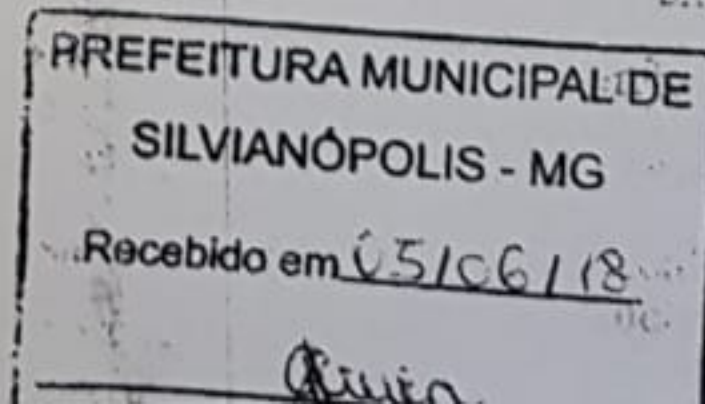 PREFEITURA MUNICIPAL DE
SILVIANÓPOLIS - MG
Recebido em 05/06/18